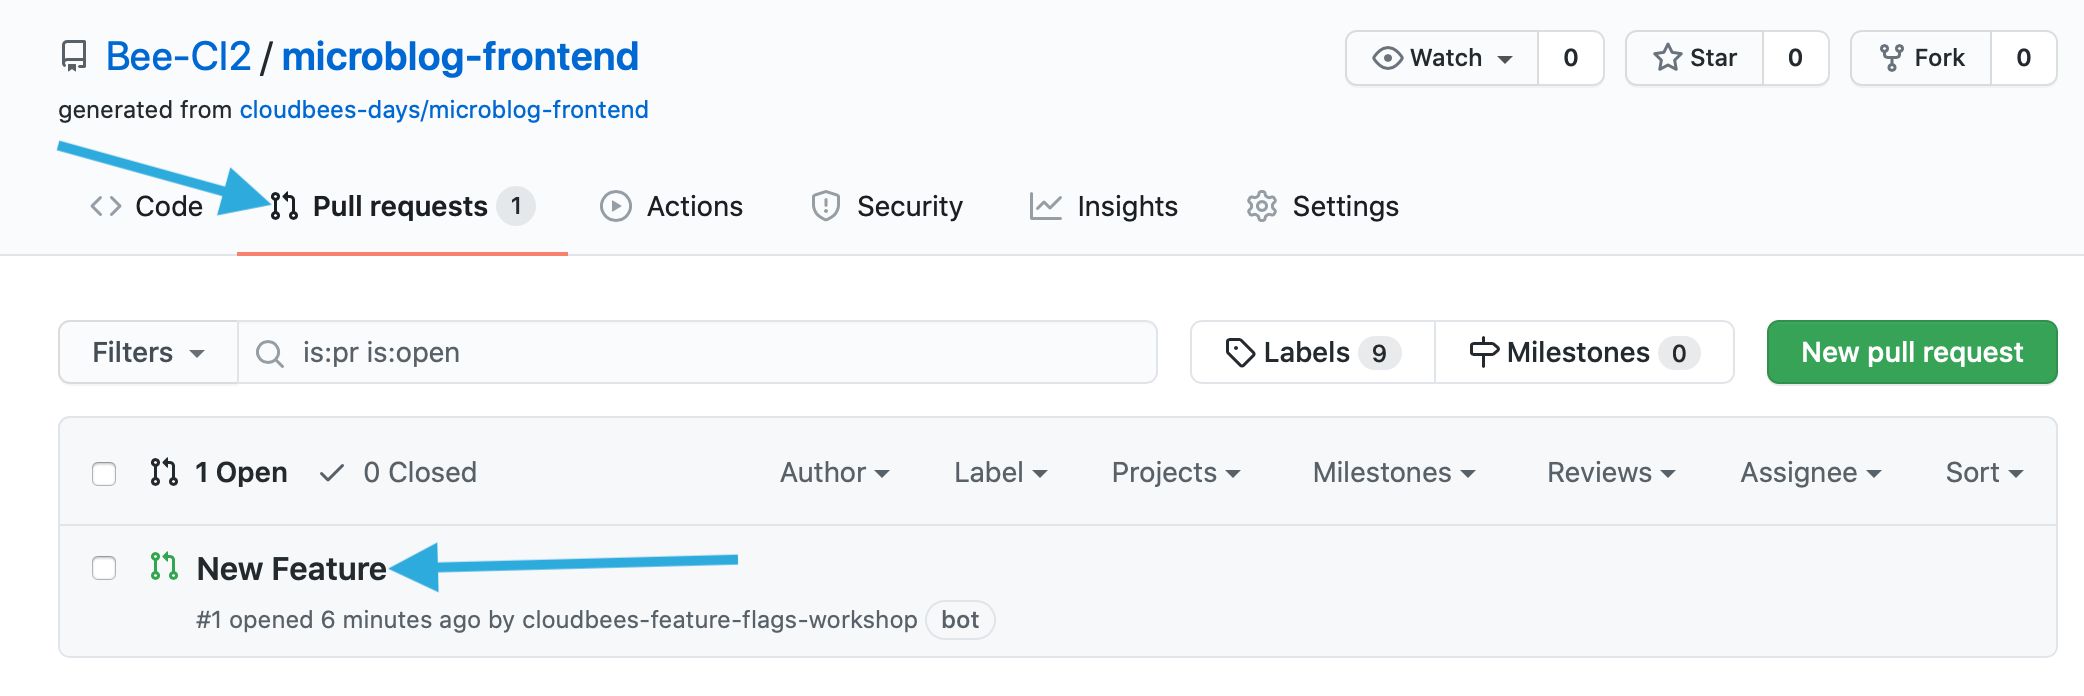 Bee-CI2 / microblog-frontend
Watch 0 Star 0 Fork 0
generated from cloudbees-days/microblog-frontend
Code Pull requests 1 Actions Security Insights Settings
Filters is:pr is:open Labels 9 Milestones 0 New pull request
1 Open 0 Closed Author Label Projects Milestones Reviews Assignee Sort
New Feature
#1 opened 6 minutes ago by cloudbees-feature-flags-workshop bot